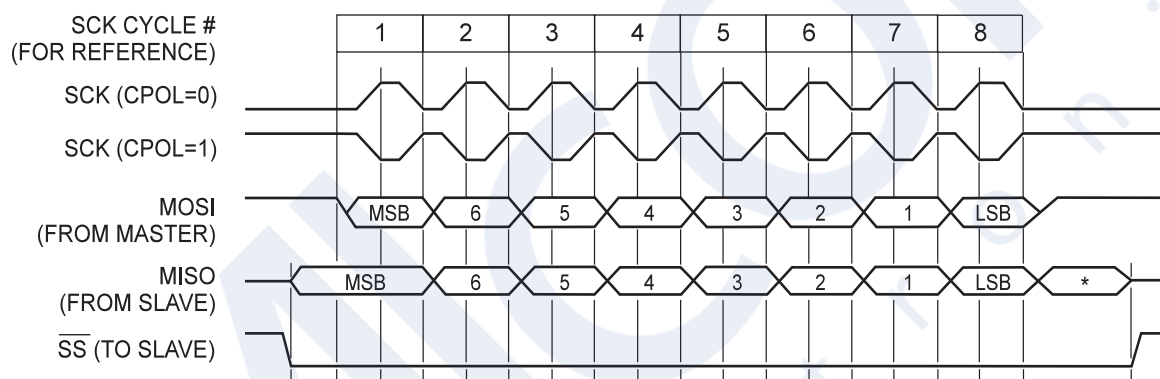 SCK CYCLE #
(FOR REFERENCE)
1 2 3 4 5 6 7 8
SCK (CPOL=0)
SCK (CPOL=1)
MOSI
(FROM MASTER)
MSB 6 5 4 3 2 1 LSB
MISO
(FROM SLAVE)
MSB 6 5 4 3 2 1 LSB *
SS (TO SLAVE)